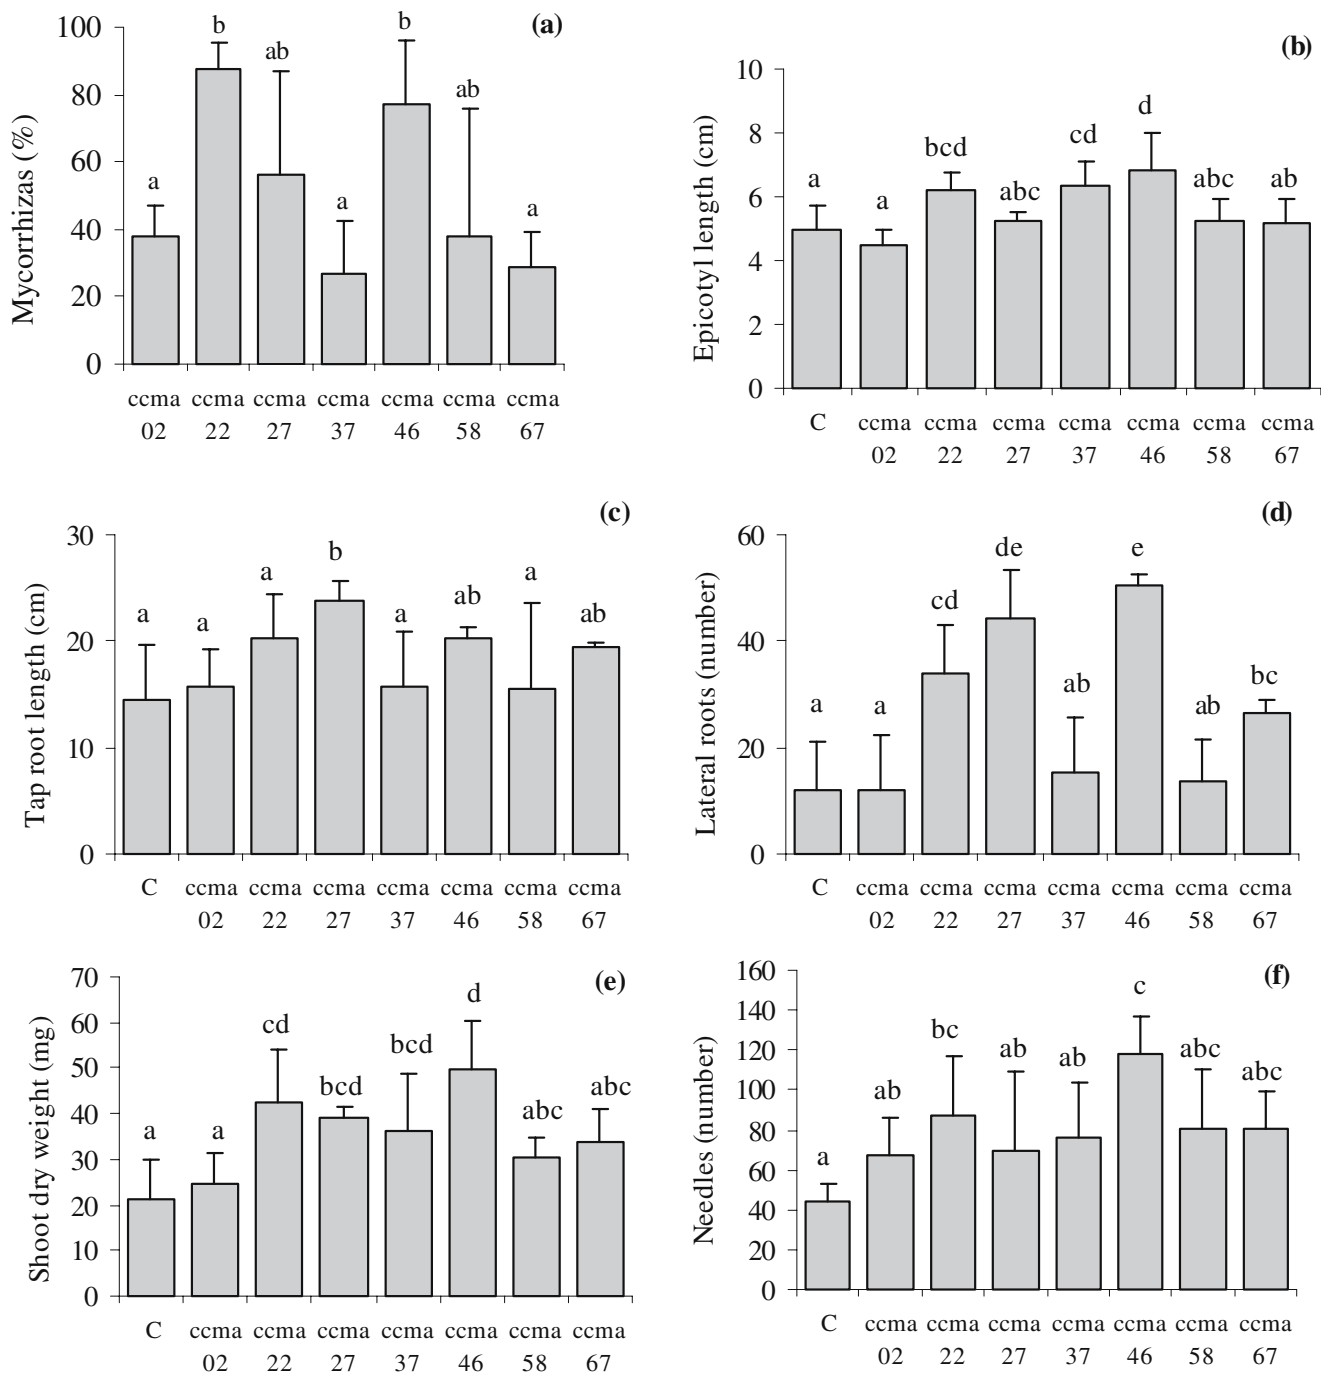 (a)
Mycorrhizas (%)
100
80
60
40
20
0
a
b
ab
a
b
ab
a
ccma ccma ccma ccma ccma ccma ccma
02 22 27 37 46 58 67
(b)
Epicotyl length (cm)
10
8
6
4
2
0
a
a
bcd
abc
cd
d
abc
ab
C ccma ccma ccma ccma ccma ccma ccma
02 22 27 37 46 58 67
(c)
Tap root length (cm)
30
20
10
0
a
a
a
b
a
ab
a
ab
C ccma ccma ccma ccma ccma ccma ccma
02 22 27 37 46 58 67
(d)
Lateral roots (number)
60
40
20
0
a
a
cd
de
ab
e
ab
bc
C ccma ccma ccma ccma ccma ccma ccma
02 22 27 37 46 58 67
(e)
Shoot dry weight (mg)
70
60
50
40
30
20
10
0
a
a
cd
bcd
bcd
d
abc
abc
C ccma ccma ccma ccma ccma ccma ccma
02 22 27 37 46 58 67
(f)
Needles (number)
160
140
120
100
80
60
40
20
0
a
ab
bc
ab
ab
c
abc
abc
C ccma ccma ccma ccma ccma ccma ccma
02 22 27 37 46 58 67